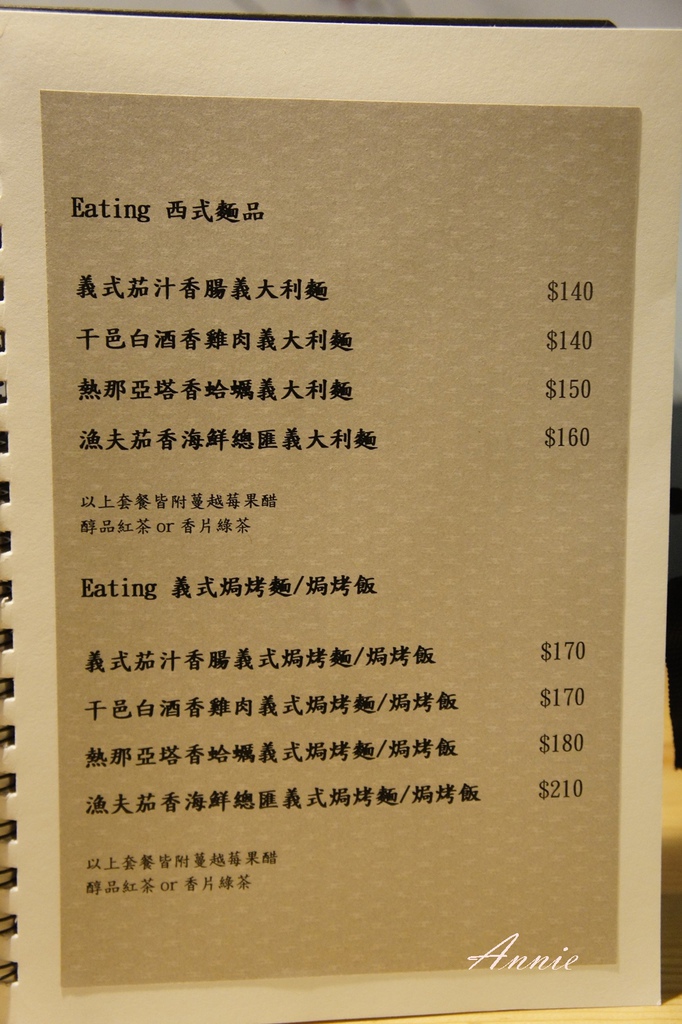 Eating 西式麵品
義式茄汁香腸義大利麵 $140
干邑白酒香雞肉義大利麵 $140
熱那亞塔香蛤蠣義大利麵 $150
漁夫茄香海鮮總匯義大利麵 $160
以上套餐皆附蔓越莓果醋
醇品紅茶 or 香片綠茶
Eating 義式焗烤麵/焗烤飯
義式茄汁香腸義式焗烤麵/焗烤飯 $170
干邑白酒香雞肉義式焗烤麵/焗烤飯 $170
熱那亞塔香蛤蠣義式焗烤麵/焗烤飯 $180
漁夫茄香海鮮總匯義式焗烤麵/焗烤飯 $210
以上套餐皆附蔓越莓果醋
醇品紅茶 or 香片綠茶
Annie